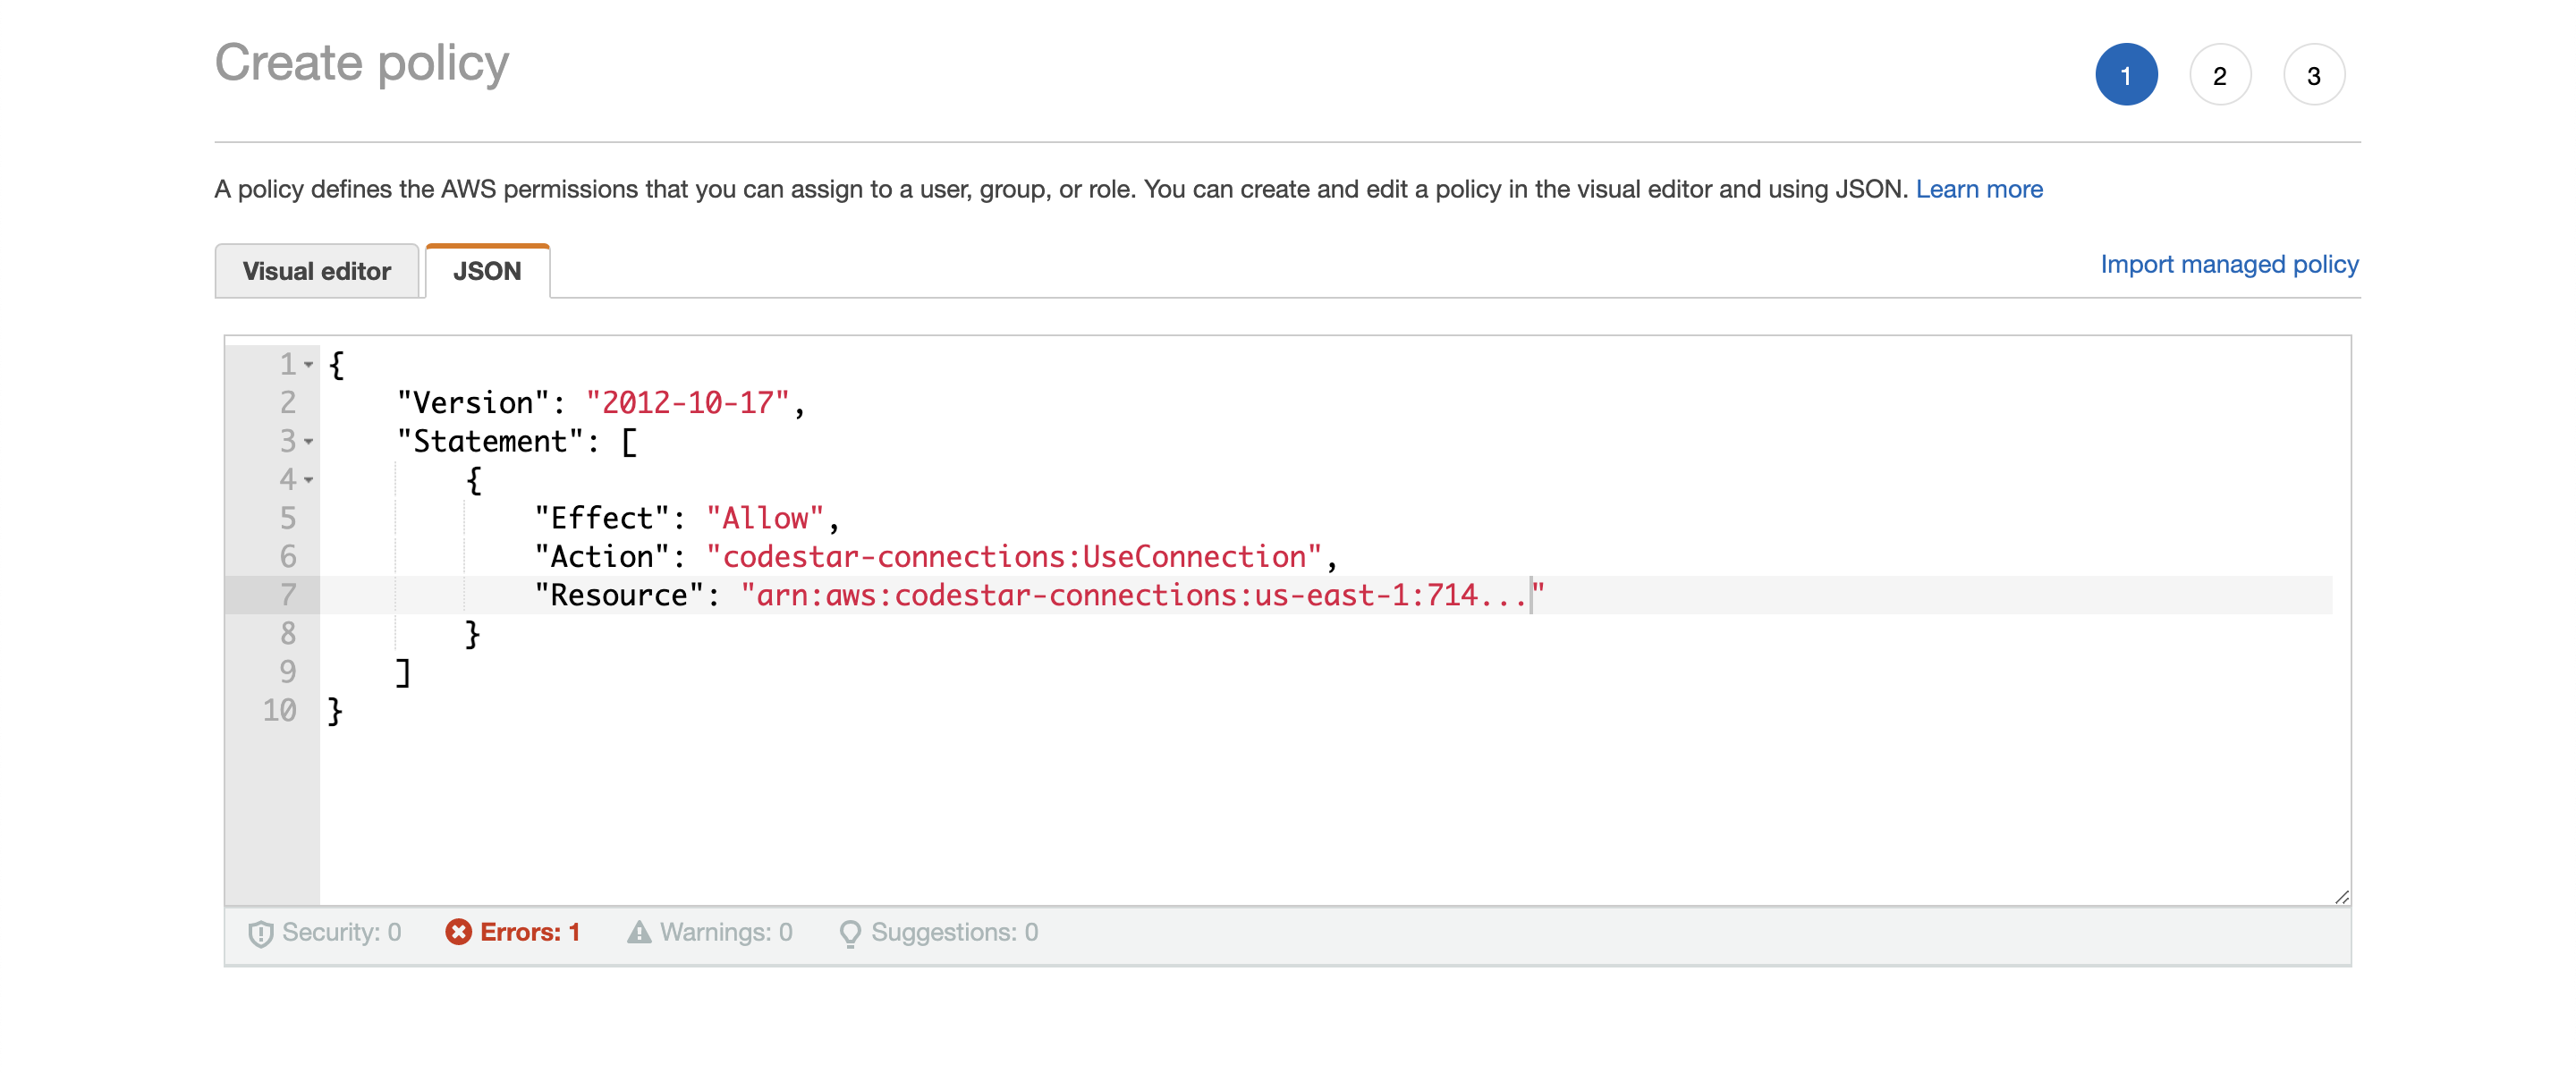 Create policy
1 2 3
A policy defines the AWS permissions that you can assign to a user, group, or role. You can create and edit a policy in the visual editor and using JSON. Learn more
Visual editor JSON
Import managed policy
1 {
2 "Version": "2012-10-17",
3 "Statement": [
4 {
5 "Effect": "Allow",
6 "Action": "codestar-connections:UseConnection",
7 "Resource": "arn:aws:codestar-connections:us-east-1:714..."
8 }
9 ]
10 }
Security: 0 Errors: 1 Warnings: 0 Suggestions: 0